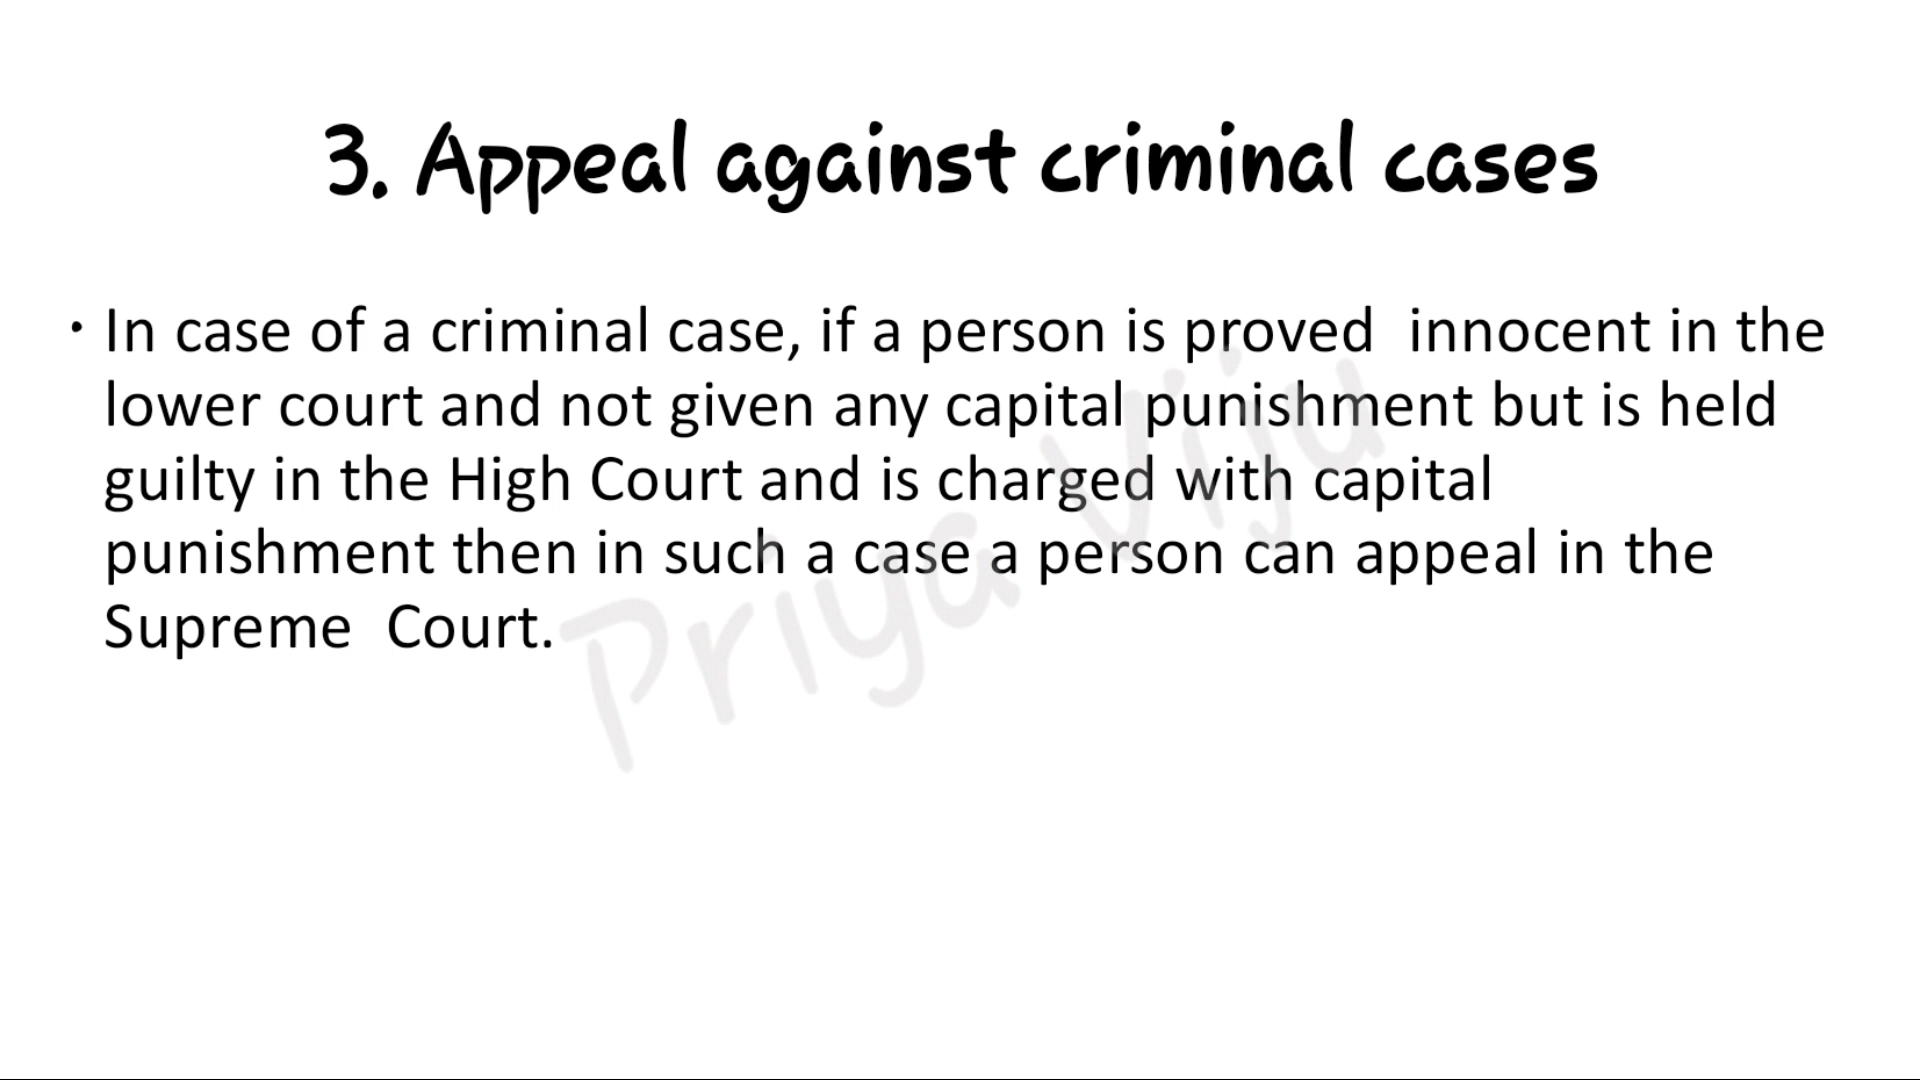 3. Appeal against criminal cases
• In case of a criminal case, if a person is proved  innocent in the
lower court and not given any capital punishment but is held
guilty in the High Court and is charged with capital
punishment then in such a case a person can appeal in the
Supreme  Court.
Priya Viju